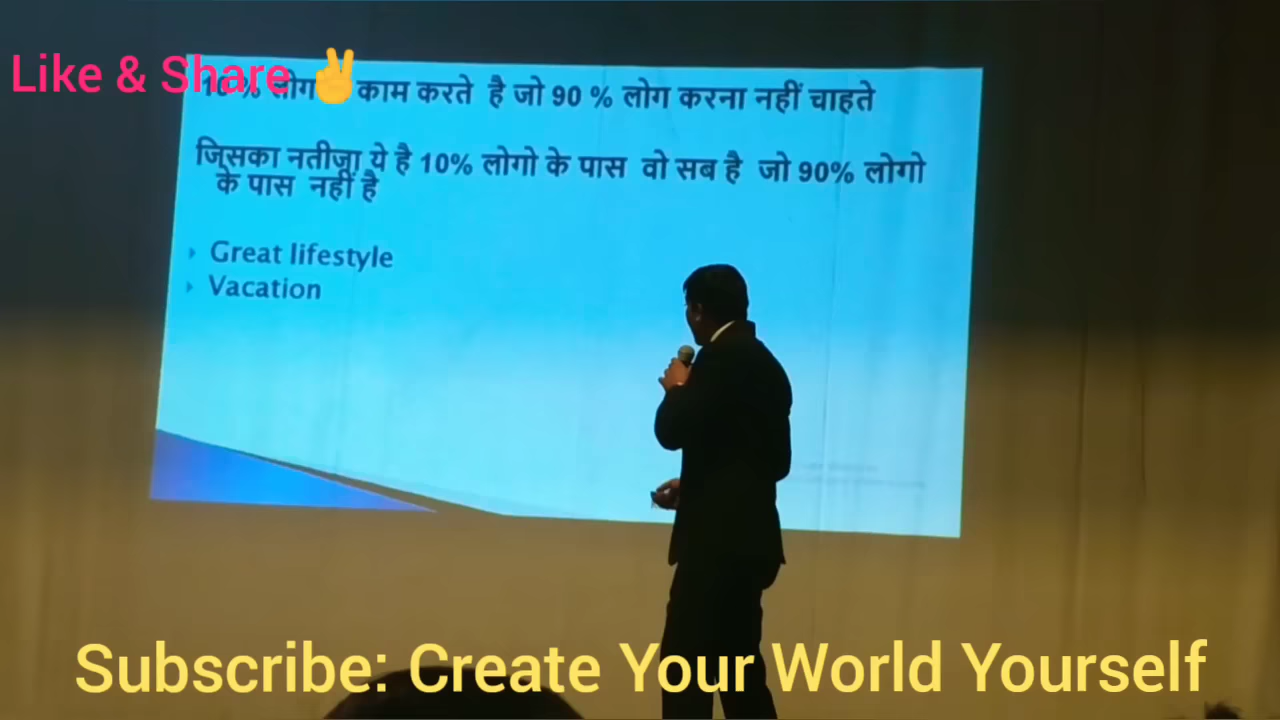 Like & Share ✌
10 % लोग काम करते है जो 90 % लोग करना नहीं चाहते
जिसका नतीजा ये है 10% लोगो के पास वो सब है जो 90% लोगो
के पास नहीं है
Great lifestyle
Vacation
Subscribe: Create Your World Yourself